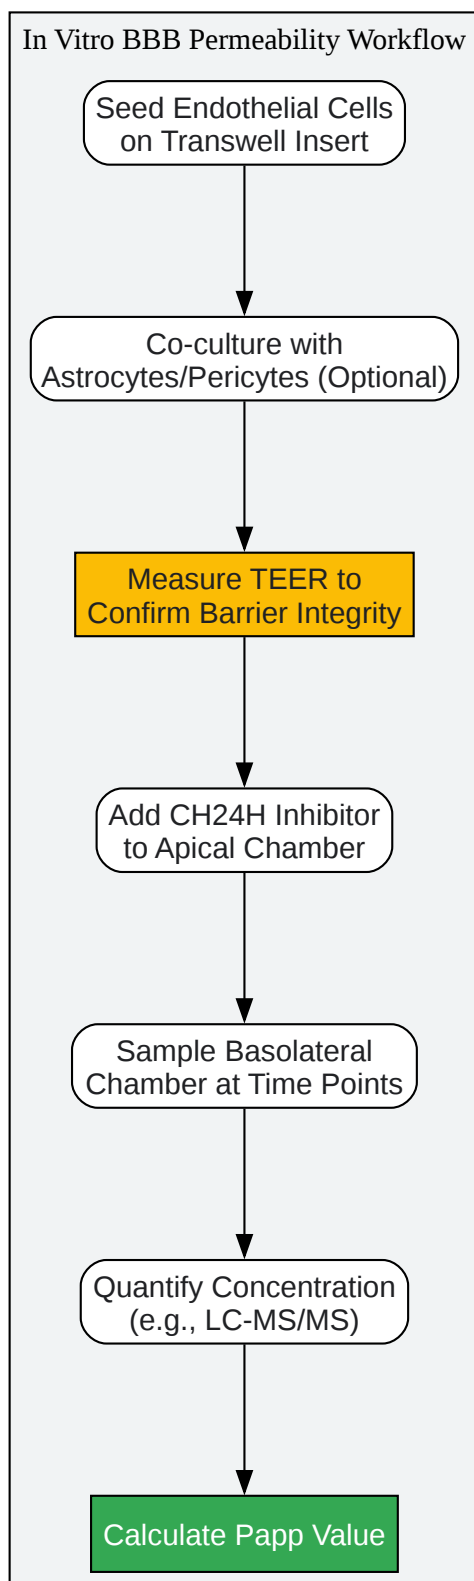 In Vitro BBB Permeability Workflow
Seed Endothelial Cells
on Transwell Insert
Co-culture with
Astrocytes/Pericytes (Optional)
Measure TEER to
Confirm Barrier Integrity
Add CH24H Inhibitor
to Apical Chamber
Sample Basolateral
Chamber at Time Points
Quantify Concentration
(e.g., LC-MS/MS)
Calculate Papp Value